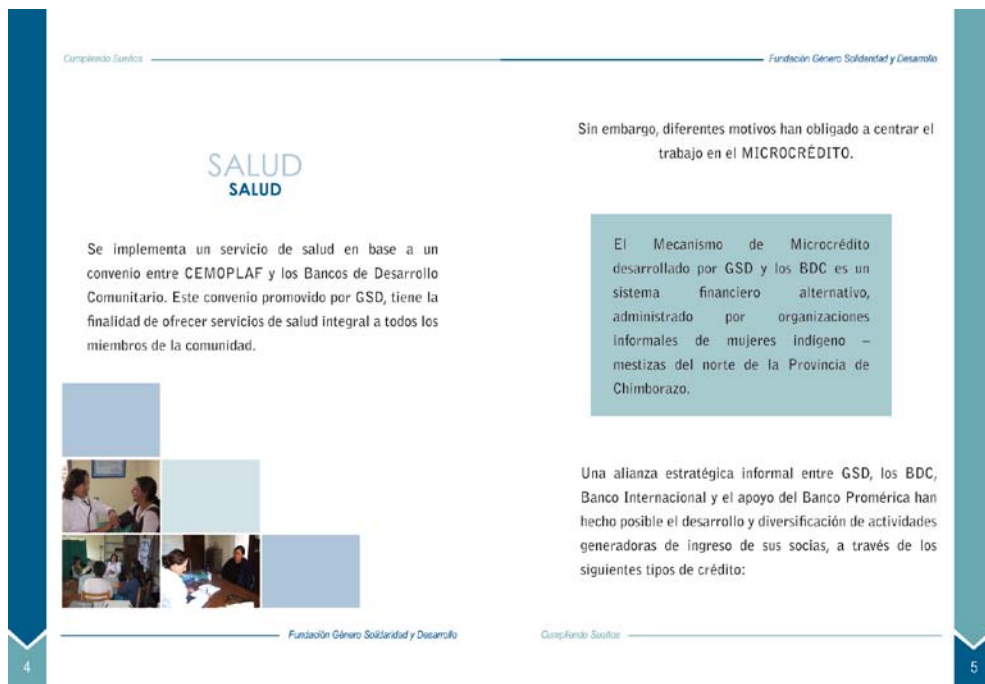 Cumpliendo Sueños
SALUD
SALUD
Se implementa un servicio de salud en base a un
convenio entre CEMOPLAF y los Bancos de Desarrollo
Comunitario. Este convenio promovido por GSD, tiene la
finalidad de ofrecer servicios de salud integral a todos los
miembros de la comunidad.
Fundación Género Solidaridad y Desarrollo
4
Fundación Género Solidaridad y Desarrollo
Sin embargo, diferentes motivos han obligado a centrar el
trabajo en el MICROCRÉDITO.
El Mecanismo de Microcrédito
desarrollado por GSD y los BDC es un
sistema financiero alternativo,
administrado por organizaciones
informales de mujeres indígeno –
mestizas del norte de la Provincia de
Chimborazo.
Una alianza estratégica informal entre GSD, los BDC,
Banco Internacional y el apoyo del Banco Promérica han
hecho posible el desarrollo y diversificación de actividades
generadoras de ingreso de sus socias, a través de los
siguientes tipos de crédito:
Cumpliendo Sueños
5